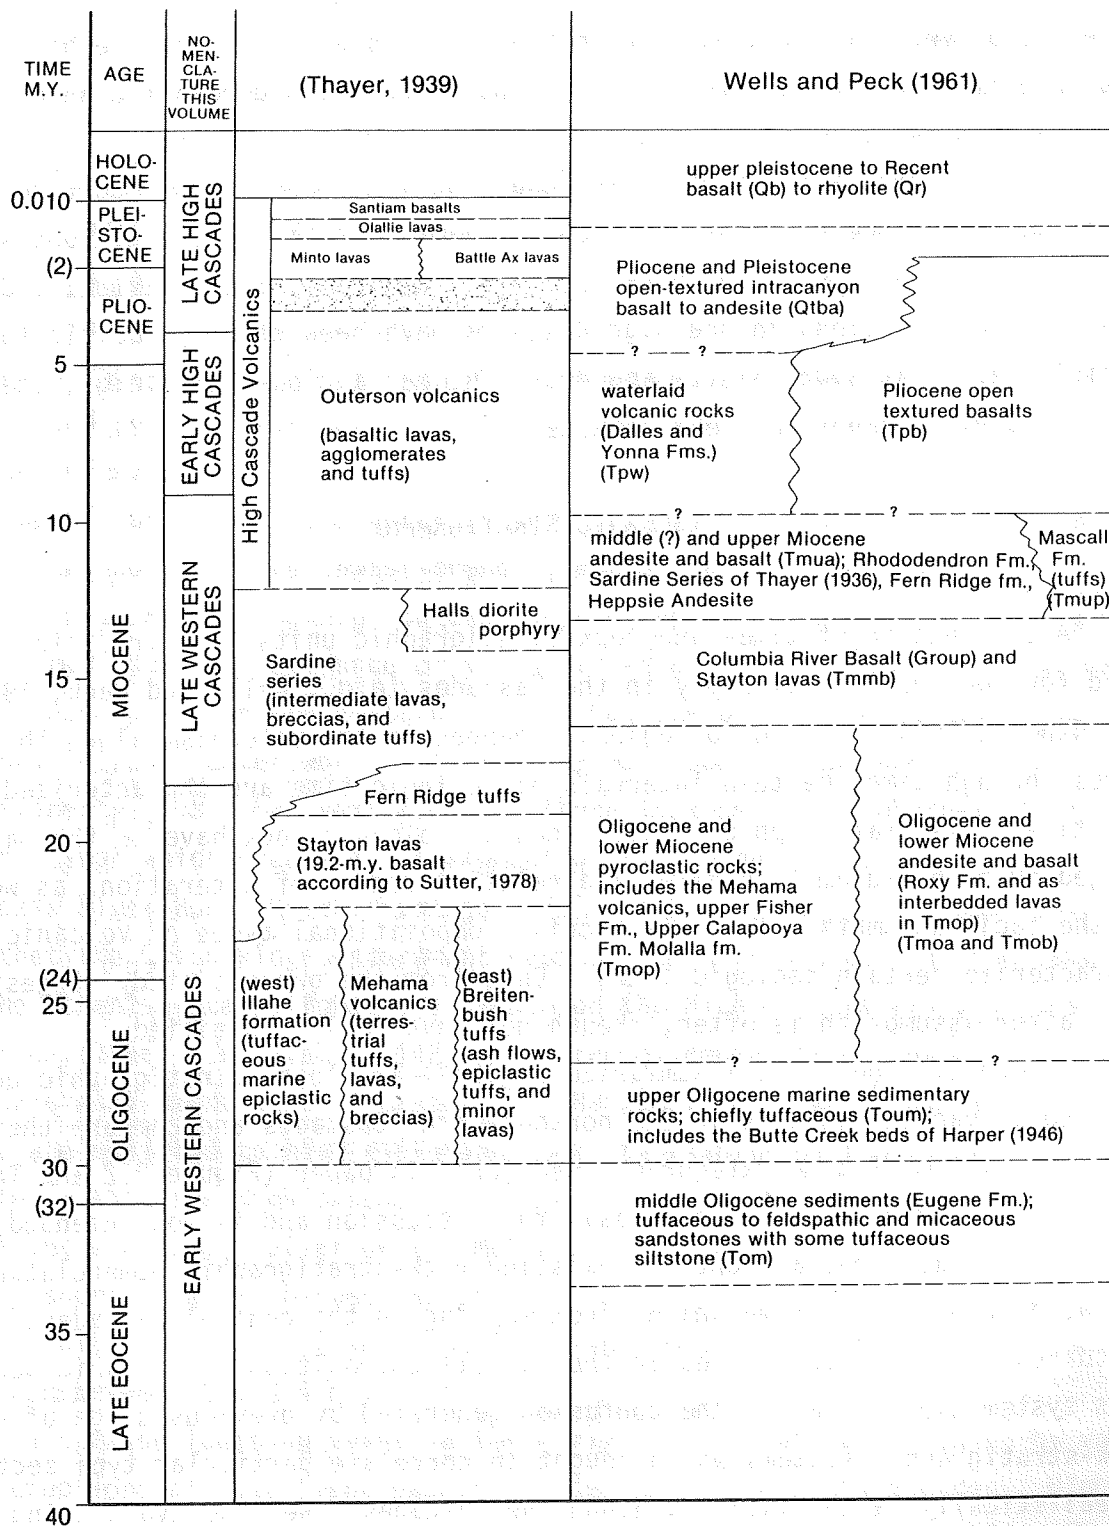 TIME
M.Y.
AGE
NO-
MEN-
CLA-
TURE
THIS
VOLUME
(Thayer, 1939)
Wells and Peck (1961)
0.010
(2)
5
10
15
20
(24)
25
30
(32)
35
40
HOLO-
CENE
PLEI-
STO-
CENE
PLIO-
CENE
MIOCENE
OLIGOCENE
LATE EOCENE
LATE HIGH
CASCADES
EARLY HIGH
CASCADES
LATE WESTERN
CASCADES
EARLY WESTERN CASCADES
High Cascade Volcanics
Santiam basalts
Olallie lavas
Minto lavas
Battle Ax lavas
Outerson volcanics
(basaltic lavas,
agglomerates
and tuffs)
Halls diorite
porphyry
Sardine
series
(intermediate lavas,
breccias, and
subordinate tuffs)
Fern Ridge tuffs
Stayton lavas
(19.2-m.y. basalt
according to Sutter, 1978)
(west)
Illahe
formation
(tuffac-
eous
marine
epiclastic
rocks)
Mehama
volcanics
(terres-
trial
tuffs,
lavas,
and
breccias)
(east)
Breiten-
bush
tuffs
(ash flows,
epiclastic
tuffs, and
minor
lavas)
upper pleistocene to Recent
basalt (Qb) to rhyolite (Qr)
Pliocene and Pleistocene
open-textured intracanyon
basalt to andesite (Qtba)
? ?
waterlaid
volcanic rocks
(Dalles and
Yonna Fms.)
(Tpw)
Pliocene open
textured basalts
(Tpb)
? ?
middle (?) and upper Miocene
andesite and basalt (Tmua); Rhododendron Fm.,
Sardine Series of Thayer (1936), Fern Ridge fm.,
Heppsie Andesite
Mascall
Fm.
(tuffs)
(Tmup)
Columbia River Basalt (Group) and
Stayton lavas (Tmmb)
Oligocene and
lower Miocene
pyroclastic rocks;
includes the Mehama
volcanics, upper Fisher
Fm., Upper Calapooya
Fm. Molalla fm.
(Tmop)
Oligocene and
lower Miocene
andesite and basalt
(Roxy Fm. and as
interbedded lavas
in Tmop)
(Tmoa and Tmob)
? ?
upper Oligocene marine sedimentary
rocks; chiefly tuffaceous (Toum);
includes the Butte Creek beds of Harper (1946)
middle Oligocene sediments (Eugene Fm.);
tuffaceous to feldspathic and micaceous
sandstones with some tuffaceous
siltstone (Tom)